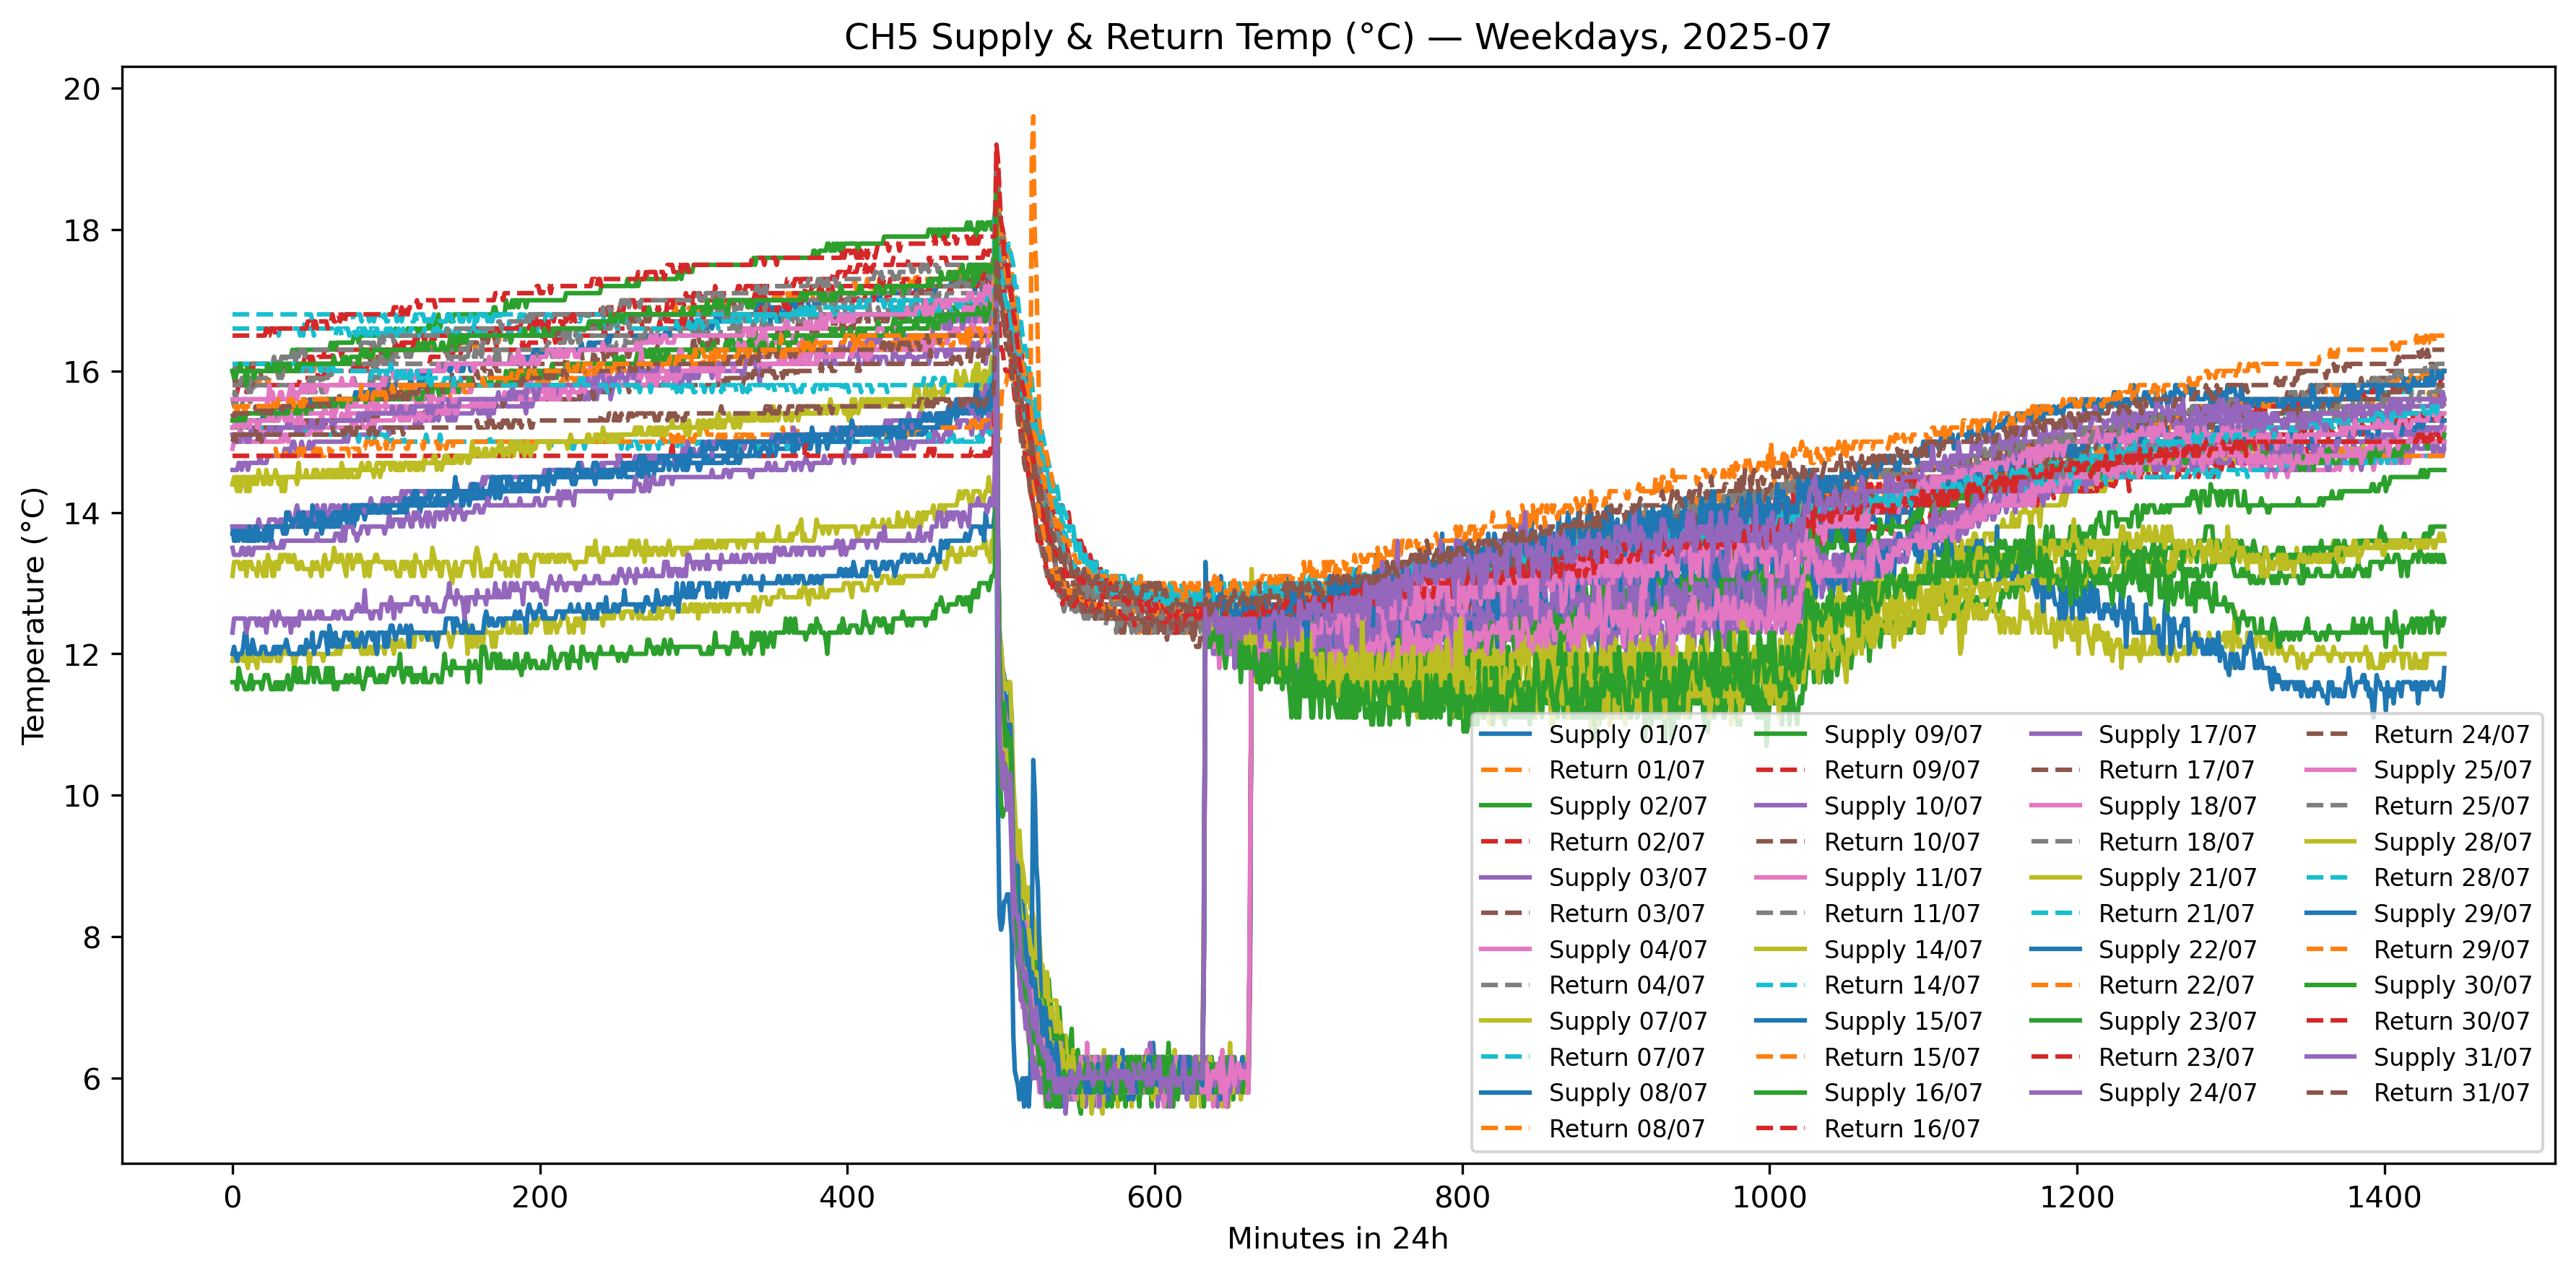 CH5 Supply & Return Temp (°C) — Weekdays, 2025-07
Temperature (°C)
20
18
16
14
12
10
8
6
0
200
400
600
800
1000
1200
1400
Minutes in 24h
Supply 01/07
Return 01/07
Supply 02/07
Return 02/07
Supply 03/07
Return 03/07
Supply 04/07
Return 04/07
Supply 07/07
Return 07/07
Supply 08/07
Return 08/07
Supply 09/07
Return 09/07
Supply 10/07
Return 10/07
Supply 11/07
Return 11/07
Supply 14/07
Return 14/07
Supply 15/07
Return 15/07
Supply 16/07
Return 16/07
Supply 17/07
Return 17/07
Supply 18/07
Return 18/07
Supply 21/07
Return 21/07
Supply 22/07
Return 22/07
Supply 23/07
Return 23/07
Supply 24/07
Return 24/07
Supply 25/07
Return 25/07
Supply 28/07
Return 28/07
Supply 29/07
Return 29/07
Supply 30/07
Return 30/07
Supply 31/07
Return 31/07